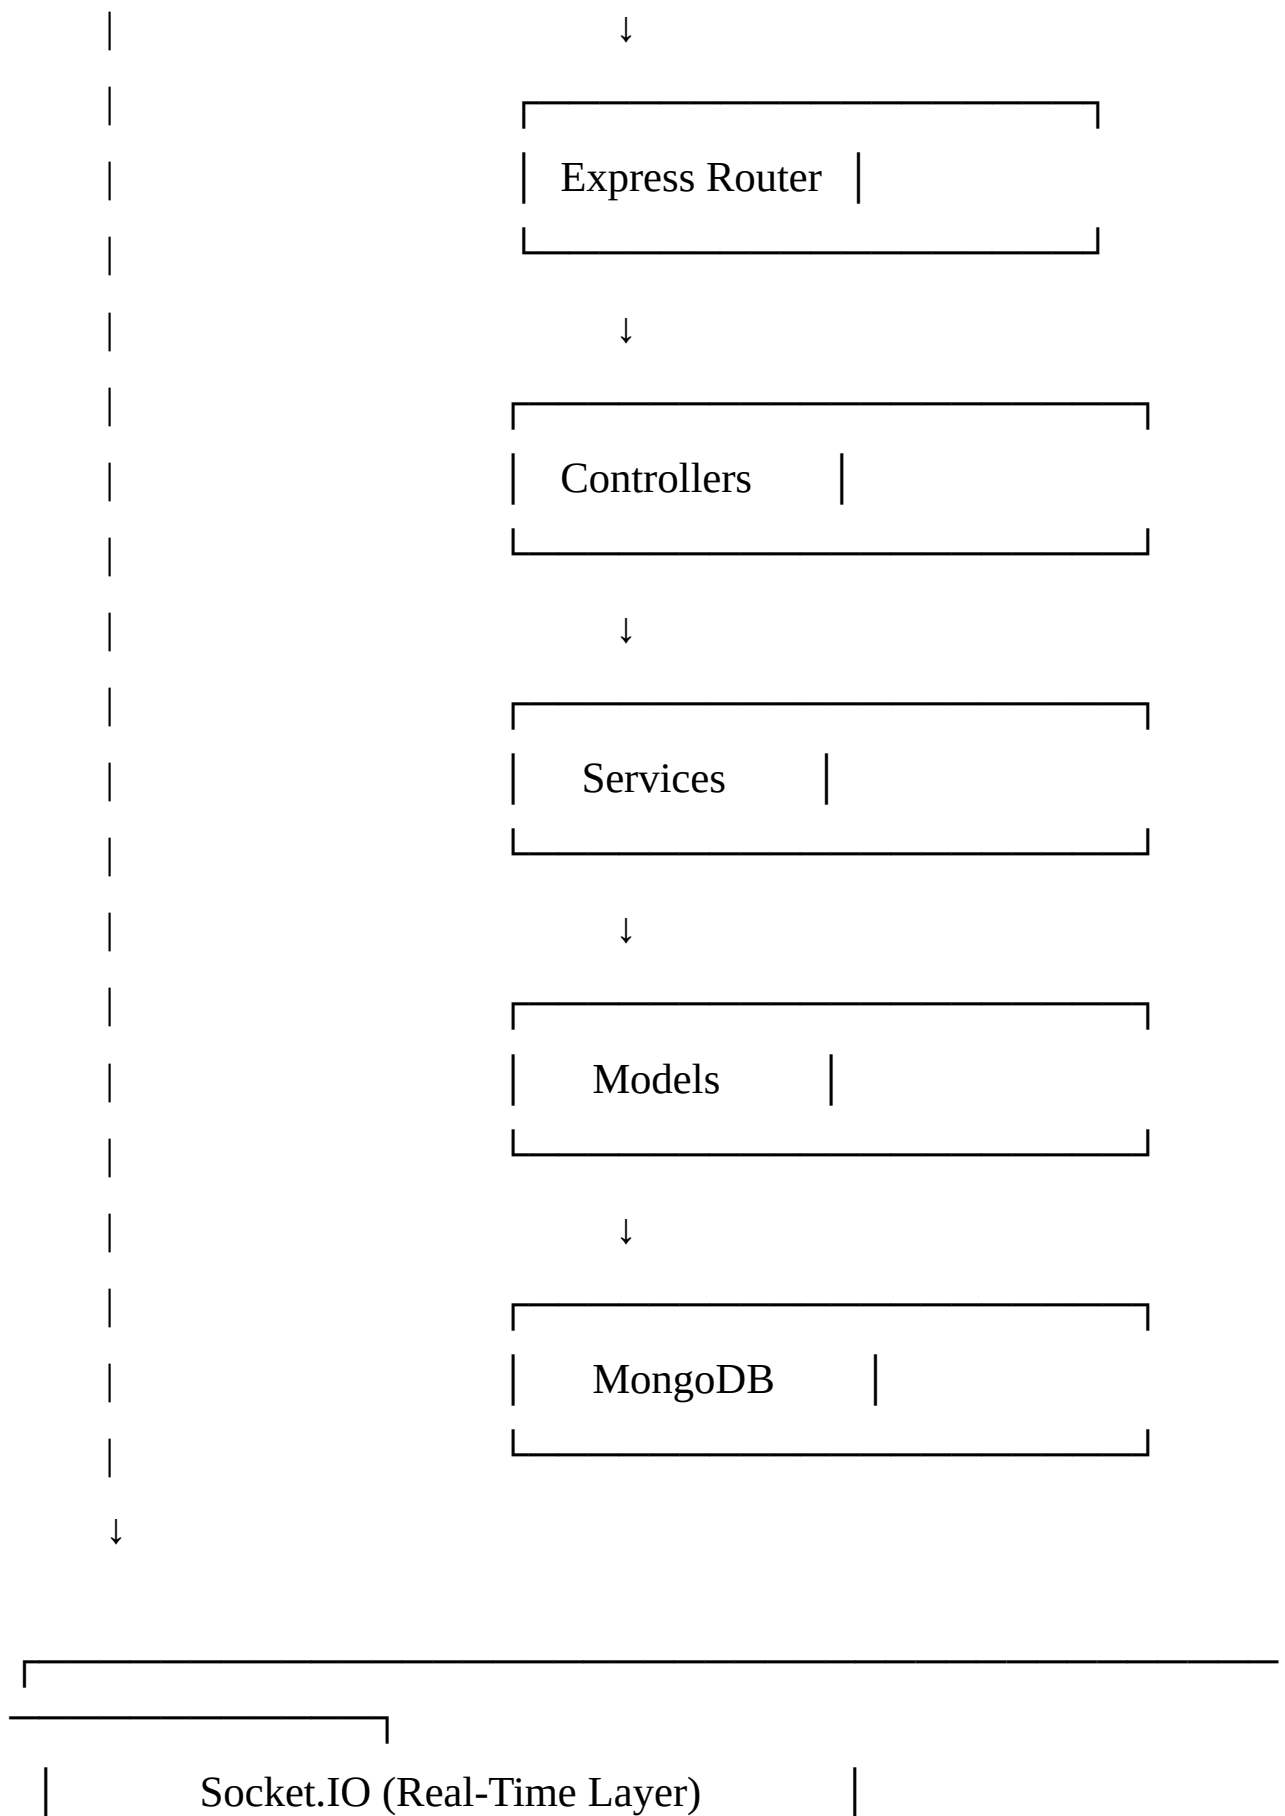 Express Router
Controllers
Services
Models
MongoDB
Socket.IO (Real-Time Layer)